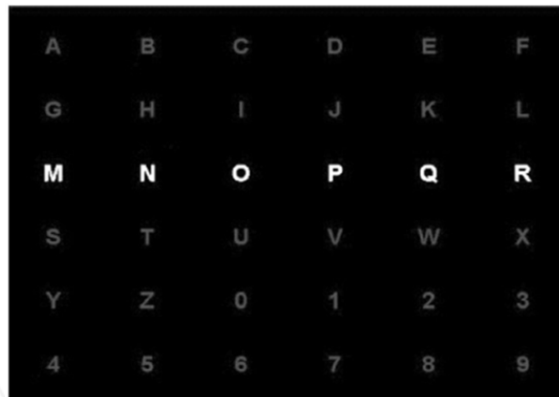 A B C D E F
G H I J K L
M N O P Q R
S T U V W X
Y Z 0 1 2 3
4 5 6 7 8 9